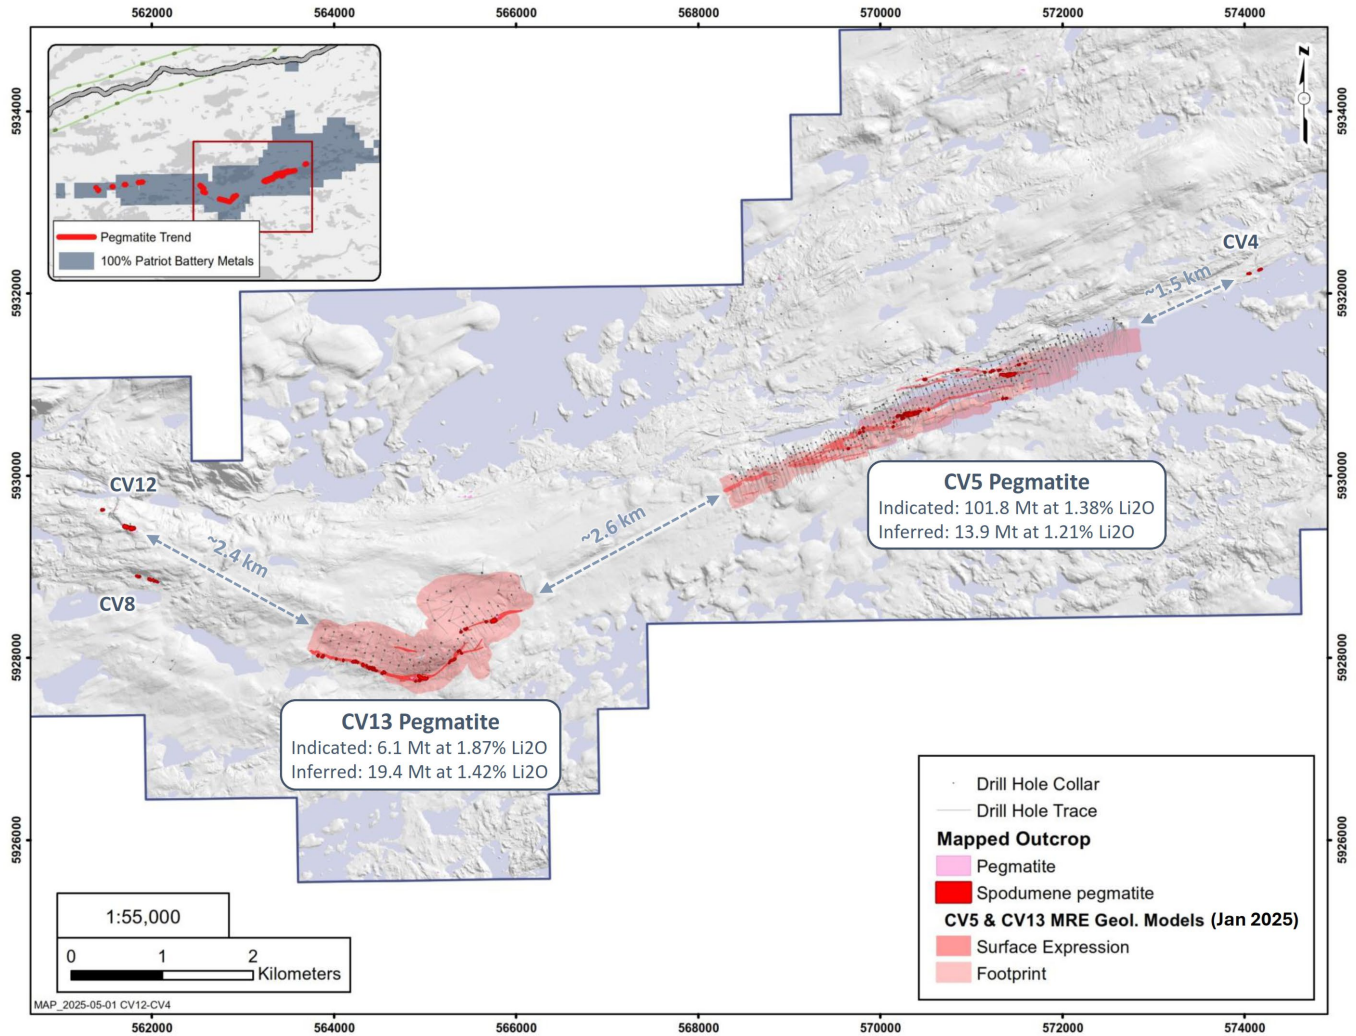 562000 564000 566000 568000 570000 572000 574000
5934000
5932000
5930000
5928000
5926000
Pegmatite Trend
100% Patriot Battery Metals
N
CV4
~1.5 km
CV12
~2.4 km
CV8
~2.6 km
CV5 Pegmatite
Indicated: 101.8 Mt at 1.38% Li2O
Inferred: 13.9 Mt at 1.21% Li2O
CV13 Pegmatite
Indicated: 6.1 Mt at 1.87% Li2O
Inferred: 19.4 Mt at 1.42% Li2O
Drill Hole Collar
Drill Hole Trace
Mapped Outcrop
Pegmatite
Spodumene pegmatite
CV5 & CV13 MRE Geol. Models (Jan 2025)
Surface Expression
Footprint
1:55,000
0 1 2
Kilometers
MAP_2025-05-01 CV12-CV4
5934000
5932000
5930000
5928000
5926000
562000 564000 566000 568000 570000 572000 574000